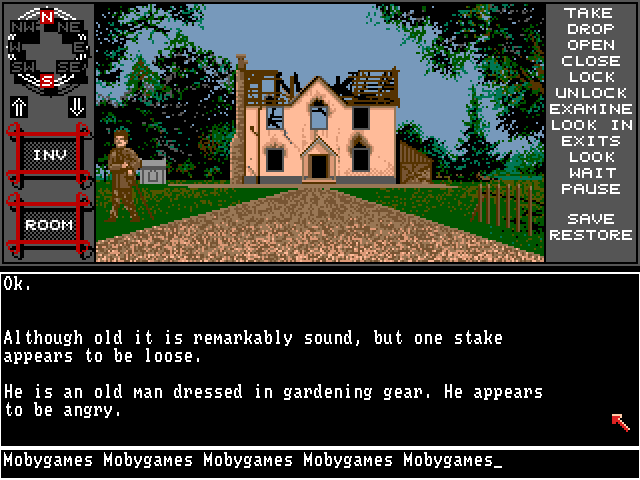 N
NW NE
W E
SW SE
S
INV
ROOM
TAKE
DROP
OPEN
CLOSE
LOCK
UNLOCK
EXAMINE
LOOK IN
EXITS
LOOK
WAIT
PAUSE
SAVE
RESTORE
Ok.
Although old it is remarkably sound, but one stake
appears to be loose.
He is an old man dressed in gardening gear. He appears
to be angry.
Mobygames Mobygames Mobygames Mobygames Mobygames_